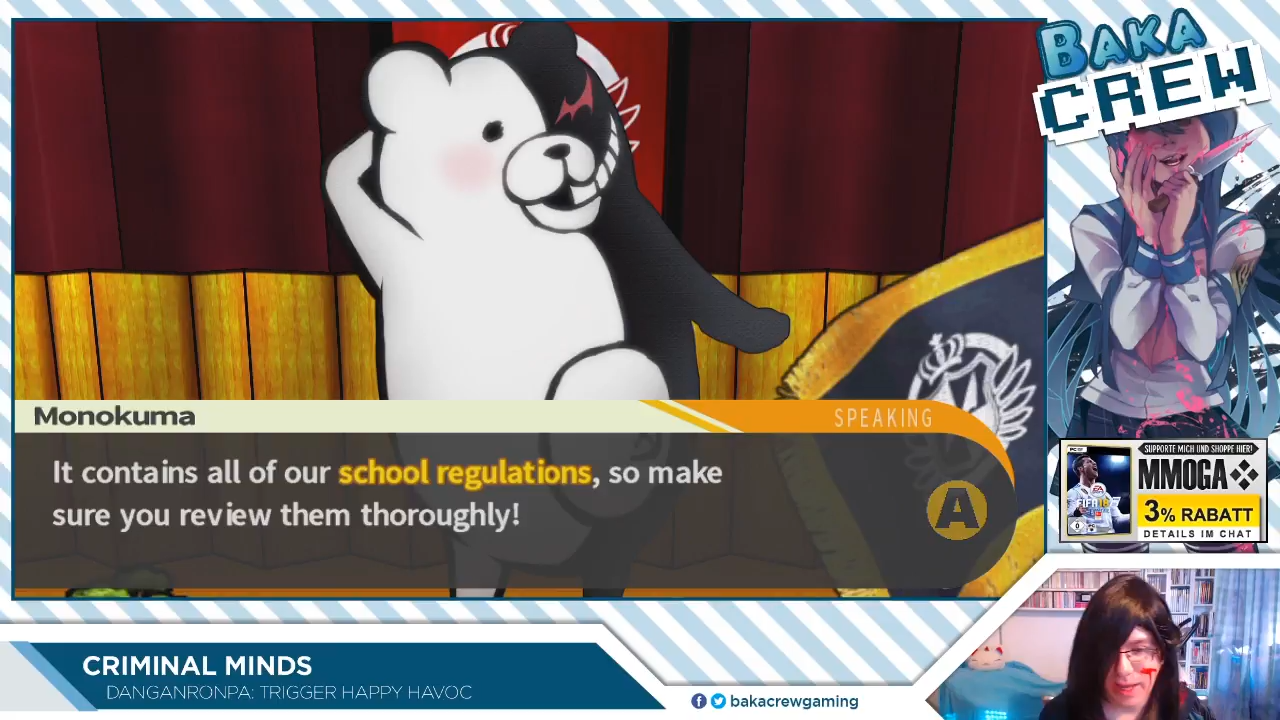 BAKA
CREW
Monokuma
SPEAKING
It contains all of our school regulations, so make
sure you review them thoroughly!
A
SUPPORTE MICH UND SHOPPE HIER!
MMOGA
3% RABATT
DETAILS IM CHAT
CRIMINAL MINDS
DANGANRONPA: TRIGGER HAPPY HAVOC
bakacrewgaming